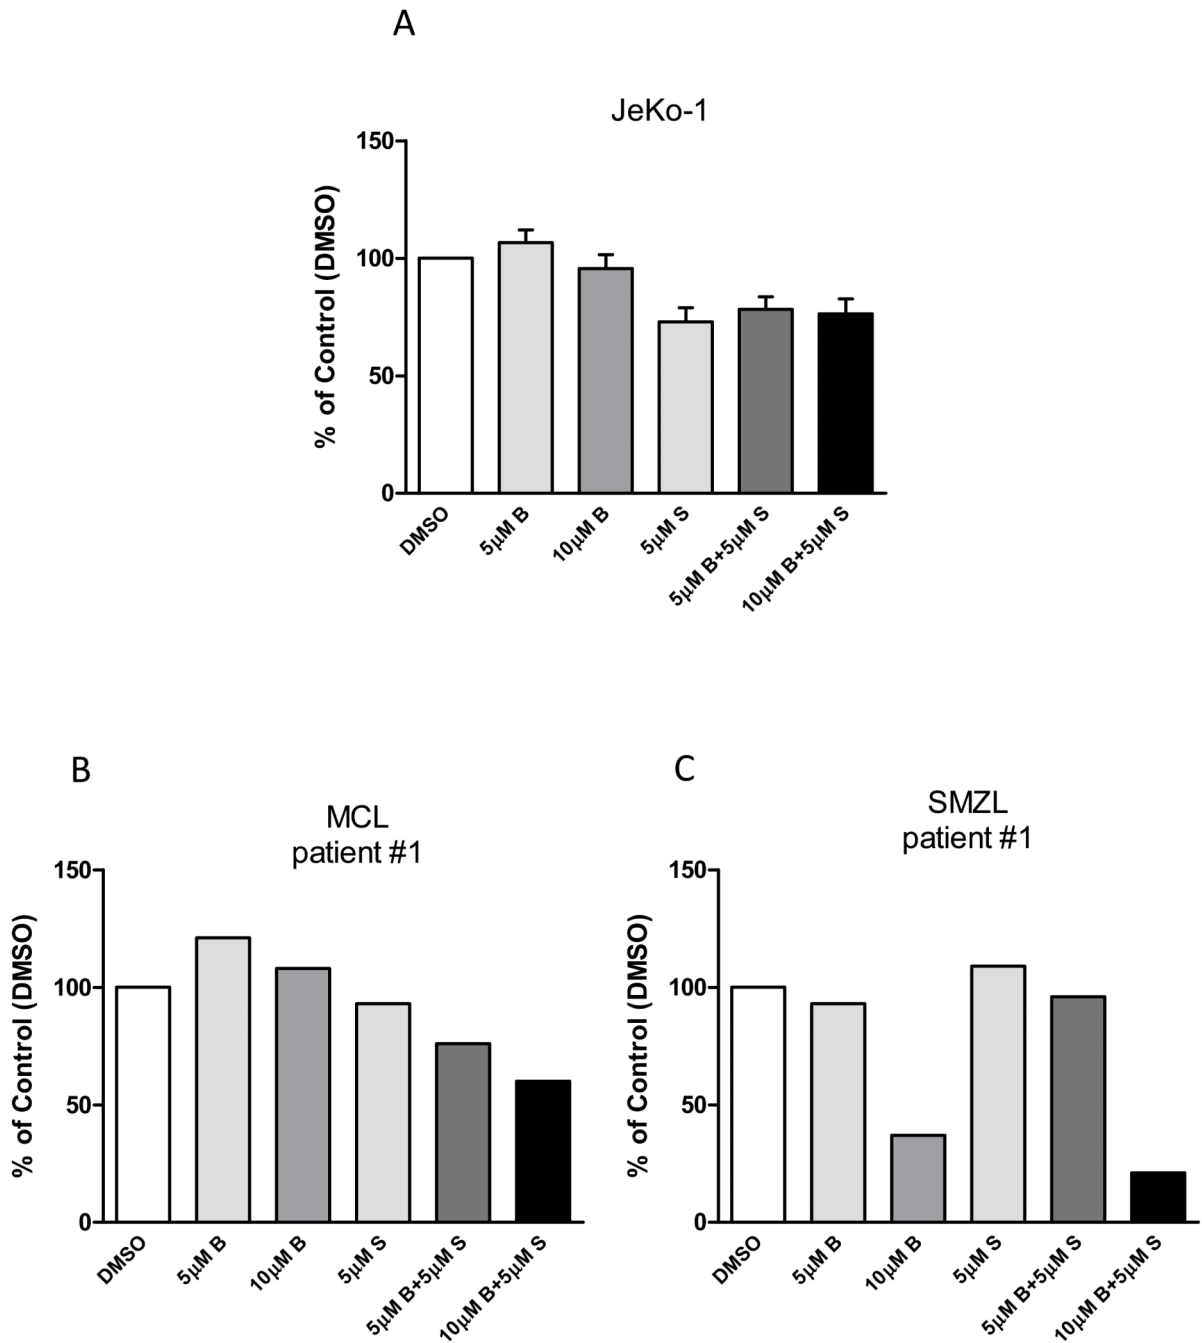 A
JeKo-1
% of Control (DMSO)
150
100
50
0
DMSO
5µM B
10µM B
5µM S
5µM B+5µM S
10µM B+5µM S
B
MCL
patient #1
% of Control (DMSO)
150
100
50
0
DMSO
5µM B
10µM B
5µM S
5µM B+5µM S
10µM B+5µM S
C
SMZL
patient #1
% of Control (DMSO)
150
100
50
0
DMSO
5µM B
10µM B
5µM S
5µM B+5µM S
10µM B+5µM S